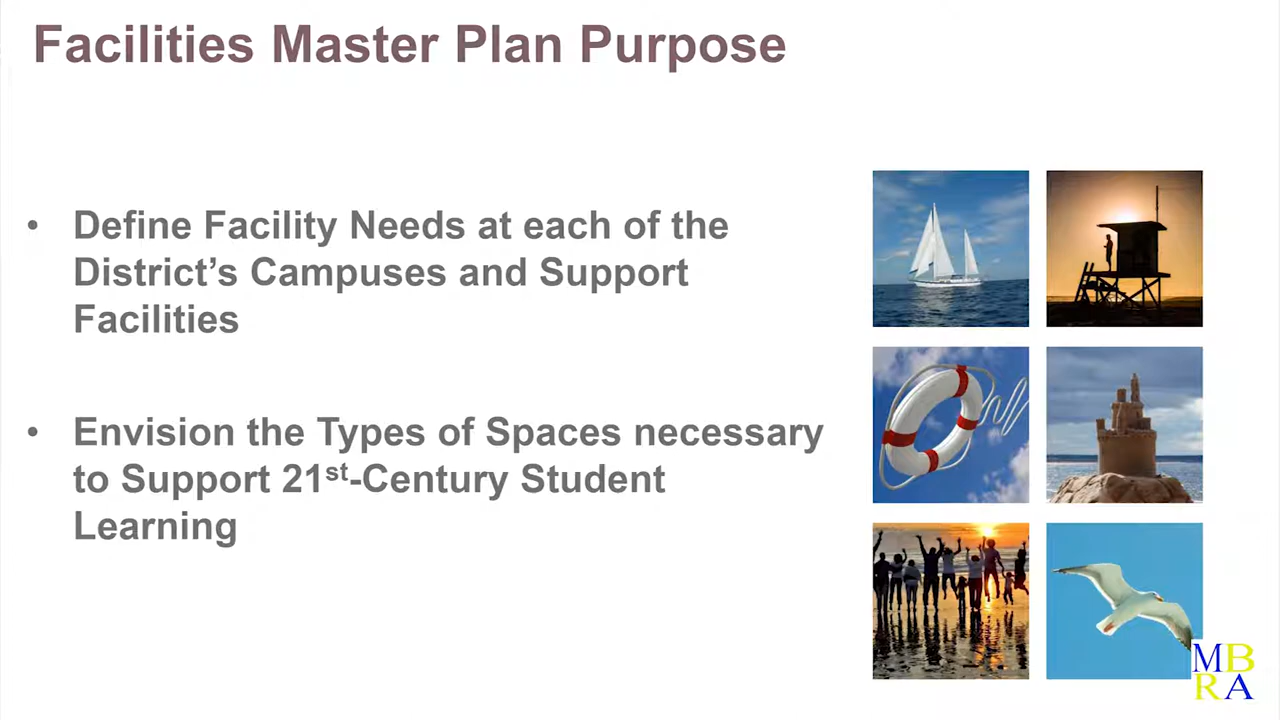 Facilities Master Plan Purpose
• Define Facility Needs at each of the
District’s Campuses and Support
Facilities
• Envision the Types of Spaces necessary
to Support 21st-Century Student
Learning
MB
RA